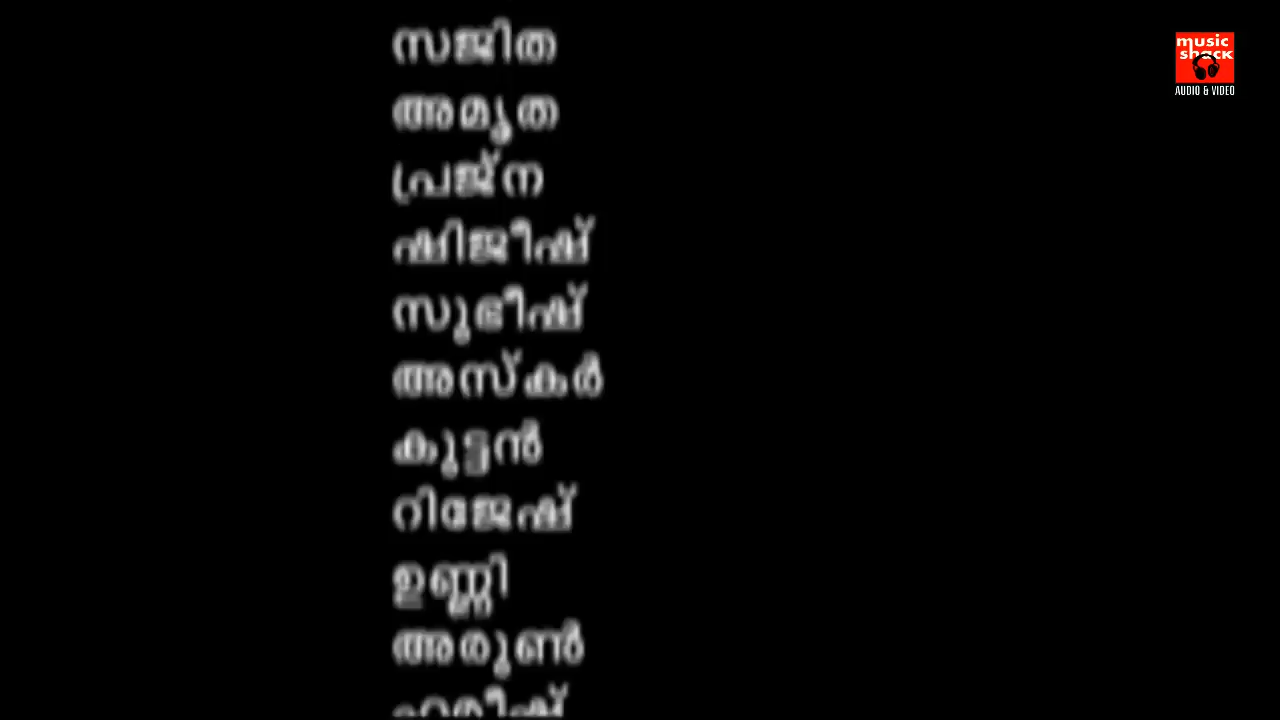 സജിത
അമൃത
പ്രജ്ന
ഷിജീഷ്
സുഭീഷ്
അസ്കർ
കുട്ടൻ
റിജേഷ്
ഉണ്ണി
അരുൺ
music
shack
AUDIO & VIDEO